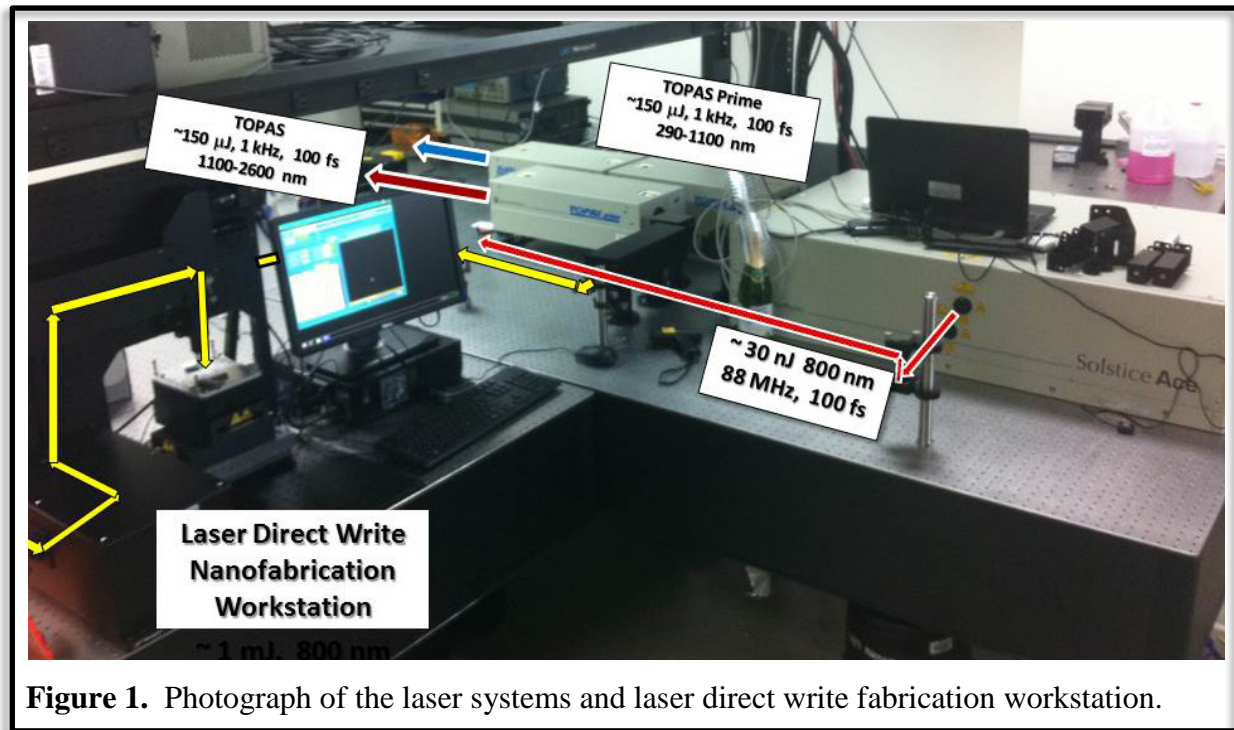 TOPAS
~150 μJ, 1 kHz, 100 fs
1100-2600 nm
TOPAS Prime
~150 μJ, 1 kHz, 100 fs
290-1100 nm
~ 30 nJ 800 nm
88 MHz, 100 fs
Solstice Ace
Laser Direct Write
Nanofabrication
Workstation
~ 1 mJ, 800 nm
Figure 1. Photograph of the laser systems and laser direct write fabrication workstation.